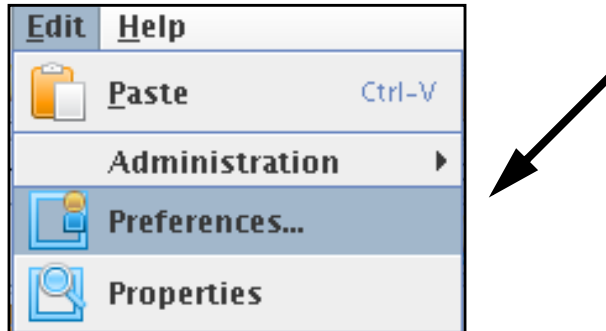 Edit Help
Paste Ctrl-V
Administration
Preferences...
Properties